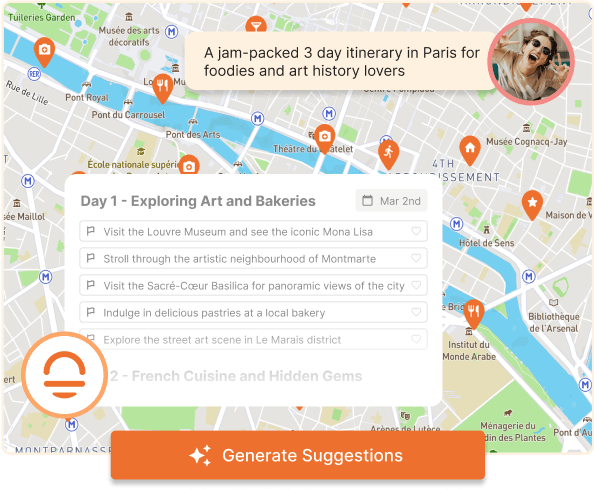 Tuileries Garden
Musée des arts
décoratifs
A jam-packed 3 day itinerary in Paris for
foodies and art history lovers
RER
Rue de Lille
Pont Royal
Pont du Carrousel
M
Pont des Arts
Théâtre du Châtelet
Musée Cognacq-Jay
4TH
École nationale supérie
Musée Maillol
Maison de V
Hôtel de Sens
Day 1 - Exploring Art and Bakeries
Mar 2nd
Visit the Louvre Museum and see the iconic Mona Lisa
Stroll through the artistic neighbourhood of Montmarte
Visit the Sacré-Cœur Basilica for panoramic views of the city
Indulge in delicious pastries at a local bakery
Explore the street art scene in Le Marais district
2 - French Cuisine and Hidden Gems
Bibliothèque
de l'Arsenal
Institut du
Monde Arabe
Arènes de Lutèce
Ménagerie du
din des Plantes
Pont d'Au
MONTPARNASSE
Generate Suggestions